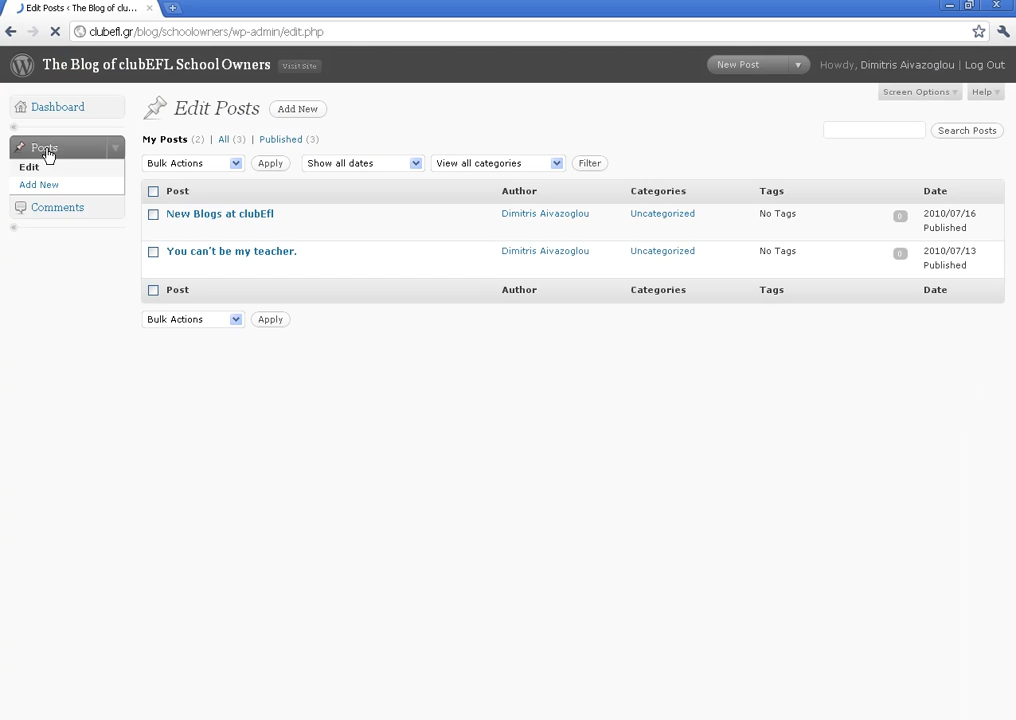 Edit Posts ‹ The Blog of clu...
clubefl.gr/blog/schoolowners/wp-admin/edit.php
The Blog of clubEFL School Owners Visit Site New Post Howdy, Dimitris Aivazoglou | Log Out
Screen Options Help
Dashboard
Posts
Edit
Add New
Comments
Edit Posts Add New
My Posts (2) | All (3) | Published (3)
Search Posts
Bulk Actions Apply Show all dates View all categories Filter
Post Author Categories Tags Date
New Blogs at clubEfl Dimitris Aivazoglou Uncategorized No Tags 0 2010/07/16
Published
You can't be my teacher. Dimitris Aivazoglou Uncategorized No Tags 0 2010/07/13
Published
Post Author Categories Tags Date
Bulk Actions Apply